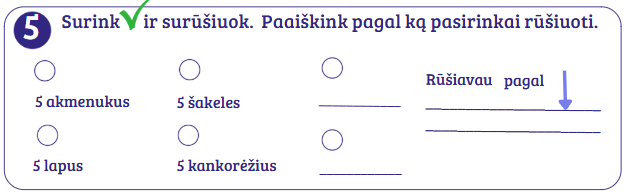 5 Surink ir surūšiuok. Paaiškink pagal ką pasirinkai rūšiuoti.
5 akmenukus 5 šakeles
Rūšiavau pagal
5 lapus 5 kankorėžius